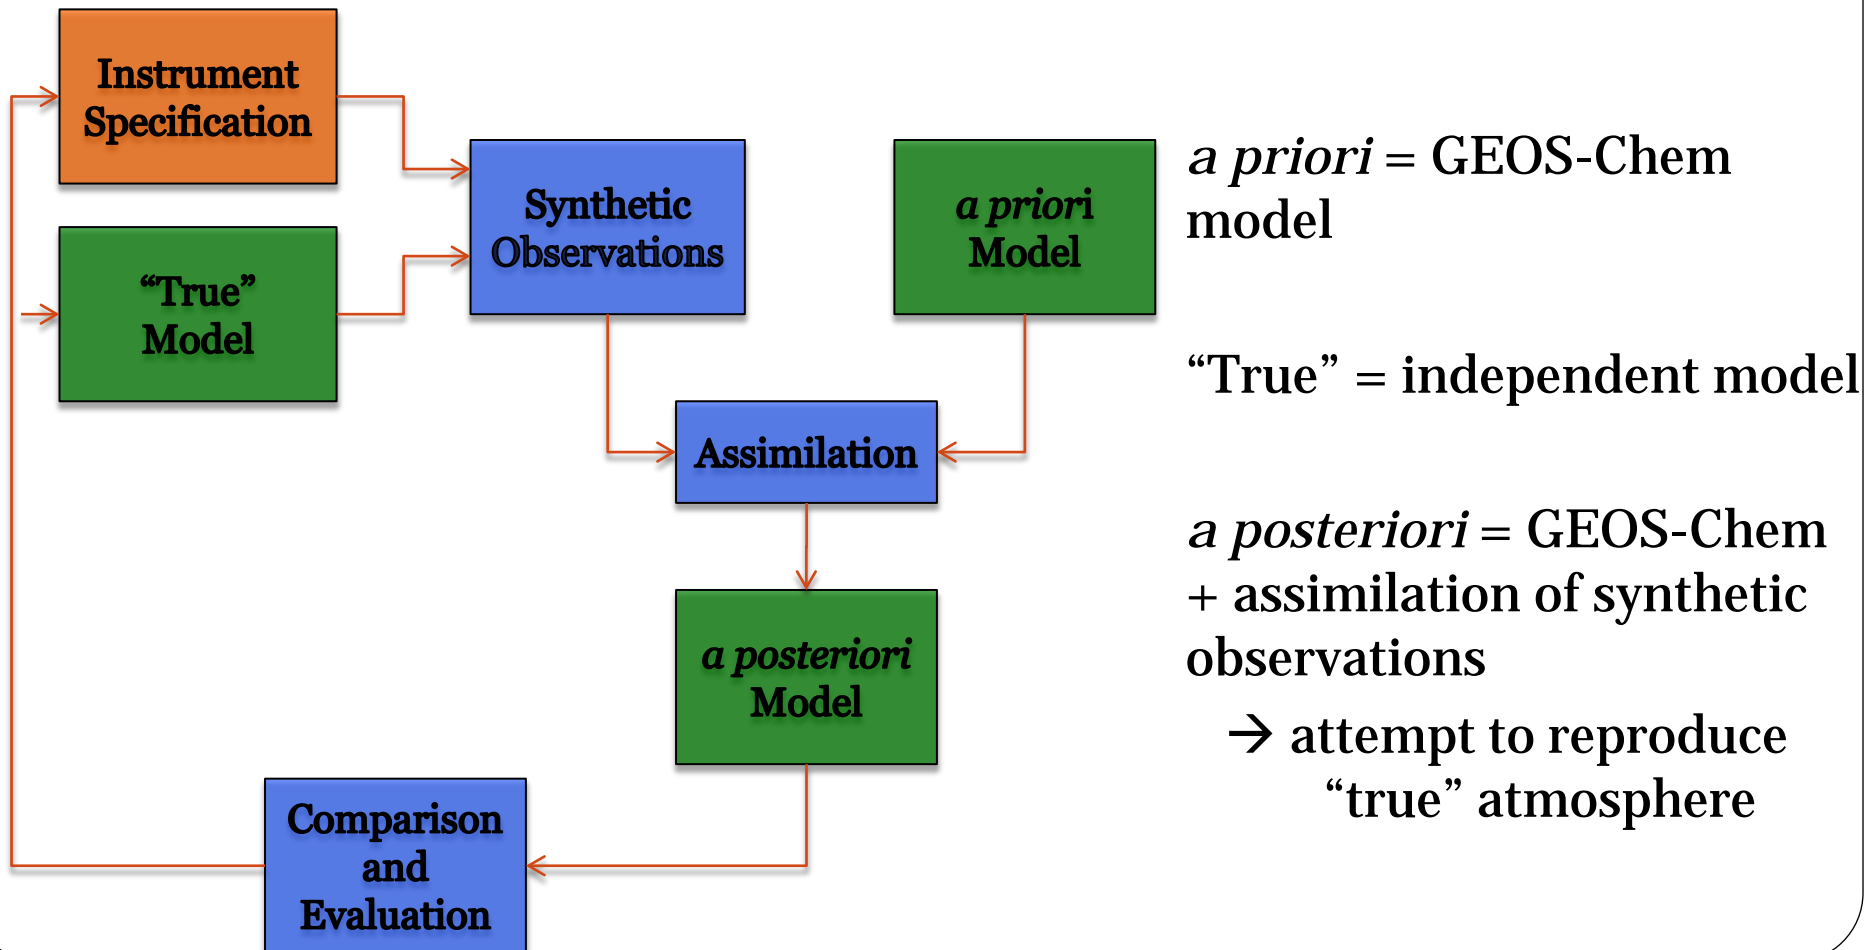 Instrument
Specification
“True”
Model
Synthetic
Observations
a priori
Model
Assimilation
a posteriori
Model
Comparison
and
Evaluation
a priori = GEOS-Chem
model
“True” = independent model
a posteriori = GEOS-Chem
+ assimilation of synthetic
observations
→ attempt to reproduce
“true” atmosphere